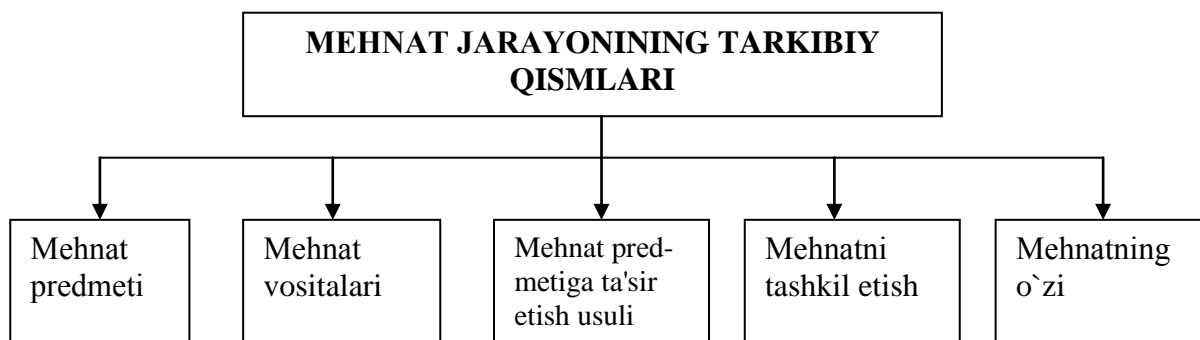 MEHNAT JARAYONINING TARKIBIY
QISMLARI
Mehnat
predmeti
Mehnat
vositalari
Mehnat pred-
metiga ta'sir
etish usuli
Mehnatni
tashkil etish
Mehnatning
o`zi